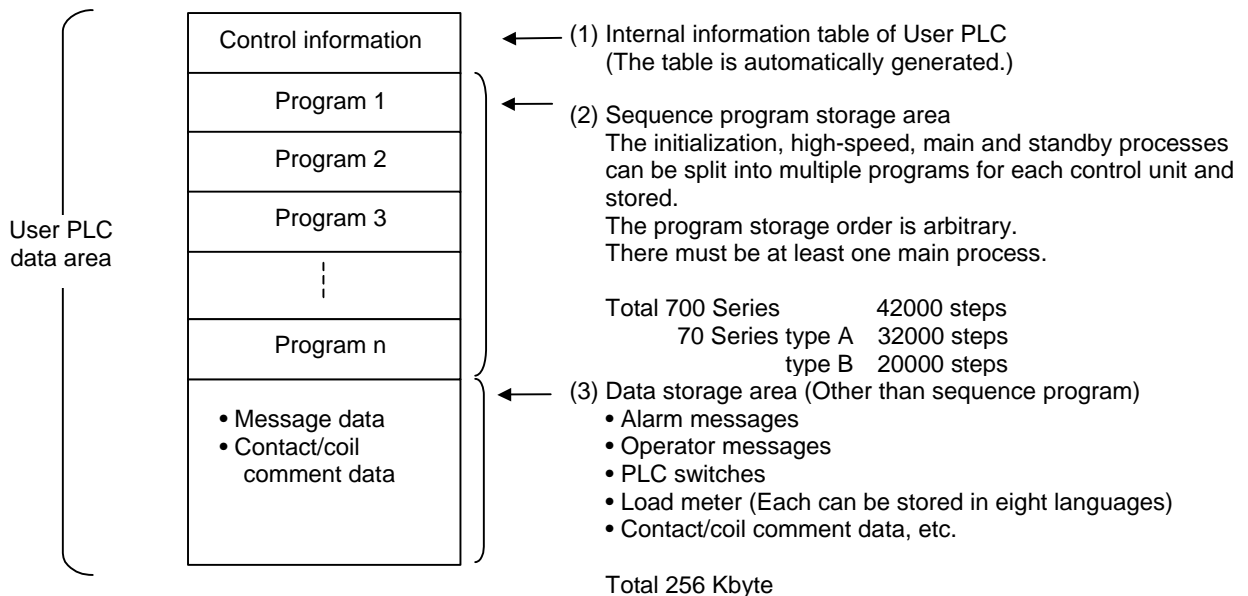 User PLC
data area
Control information
Program 1
Program 2
Program 3
Program n
• Message data
• Contact/coil
comment data
(1) Internal information table of User PLC
(The table is automatically generated.)
(2) Sequence program storage area
The initialization, high-speed, main and standby processes
can be split into multiple programs for each control unit and
stored.
The program storage order is arbitrary.
There must be at least one main process.
Total 700 Series 42000 steps
70 Series type A 32000 steps
type B 20000 steps
(3) Data storage area (Other than sequence program)
• Alarm messages
• Operator messages
• PLC switches
• Load meter (Each can be stored in eight languages)
• Contact/coil comment data, etc.
Total 256 Kbyte